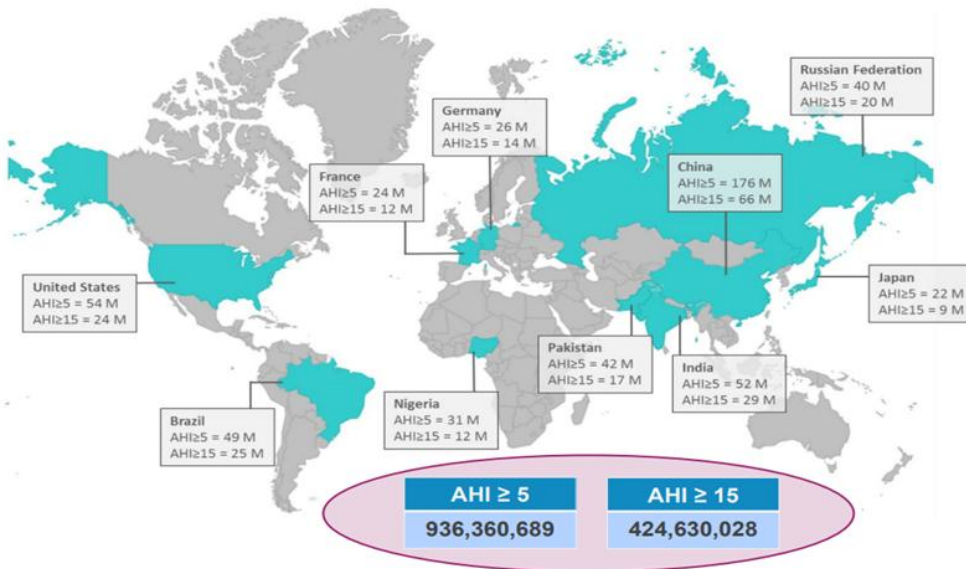 Russian Federation
AHI≥5 = 40 M
AHI≥15 = 20 M
Germany
AHI≥5 = 26 M
AHI≥15 = 14 M
China
AHI≥5 = 176 M
AHI≥15 = 66 M
France
AHI≥5 = 24 M
AHI≥15 = 12 M
United States
AHI≥5 = 54 M
AHI≥15 = 24 M
Japan
AHI≥5 = 22 M
AHI≥15 = 9 M
Pakistan
AHI≥5 = 42 M
AHI≥15 = 17 M
India
AHI≥5 = 52 M
AHI≥15 = 29 M
Brazil
AHI≥5 = 49 M
AHI≥15 = 25 M
Nigeria
AHI≥5 = 31 M
AHI≥15 = 12 M
AHI ≥ 5
936,360,689
AHI ≥ 15
424,630,028